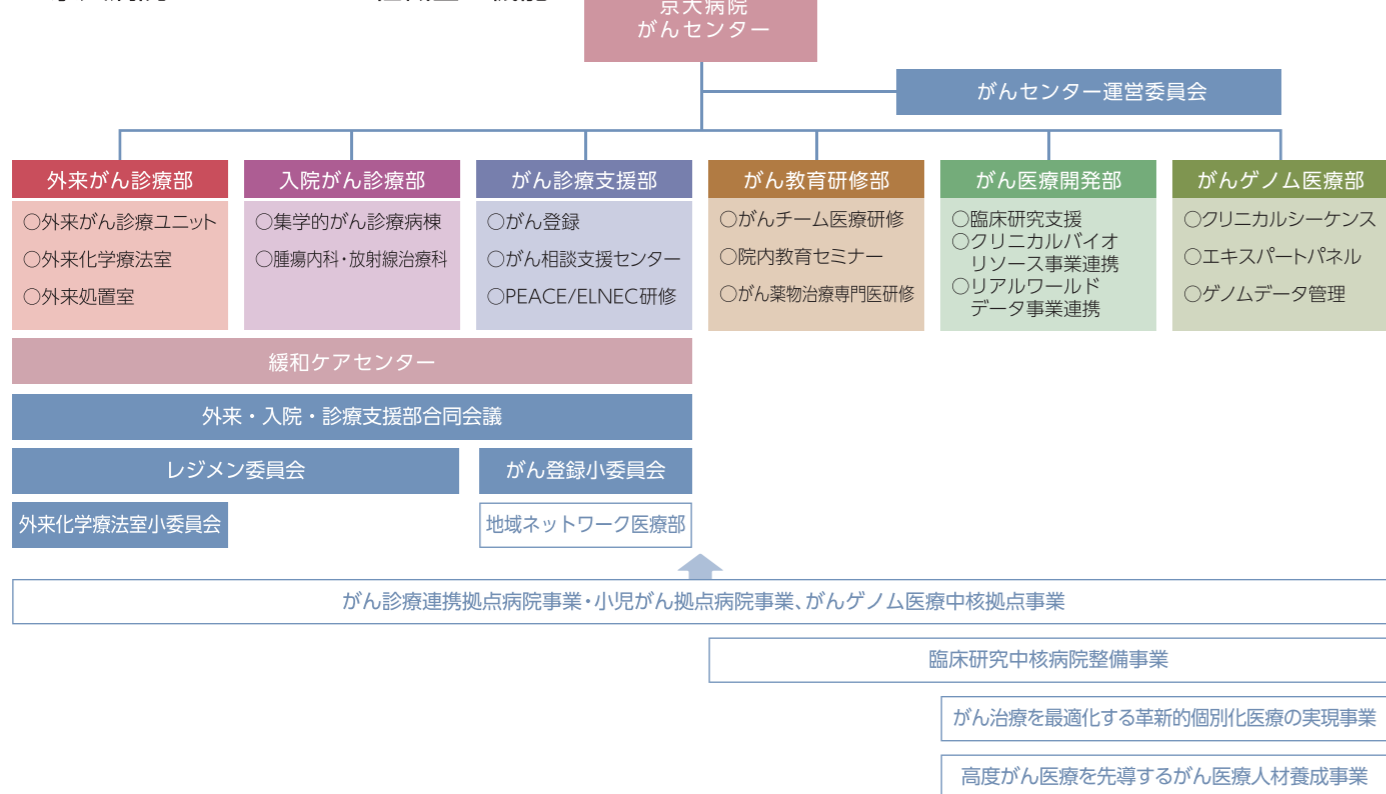 京大病院
がんセンター
がんセンター運営委員会
外来がん診療部
○外来がん診療ユニット
○外来化学療法室
○外来処置室
入院がん診療部
○集学的がん診療病棟
○腫瘍内科・放射線治療科
がん診療支援部
○がん登録
○がん相談支援センター
○PEACE/ELNEC研修
がん教育研修部
○がんチーム医療研修
○院内教育セミナー
○がん薬物治療専門医研修
がん医療開発部
○臨床研究支援
○クリニカルバイオ
リソース事業連携
○リアルワールド
データ事業連携
がんゲノム医療部
○クリニカルシーケンス
○エキスパートパネル
○ゲノムデータ管理
緩和ケアセンター
外来・入院・診療支援部合同会議
レジメン委員会
がん登録小委員会
外来化学療法室小委員会
地域ネットワーク医療部
がん診療連携拠点病院事業・小児がん拠点病院事業、がんゲノム医療中核拠点事業
臨床研究中核病院整備事業
がん治療を最適化する革新的個別化医療の実現事業
高度がん医療を先導するがん医療人材養成事業